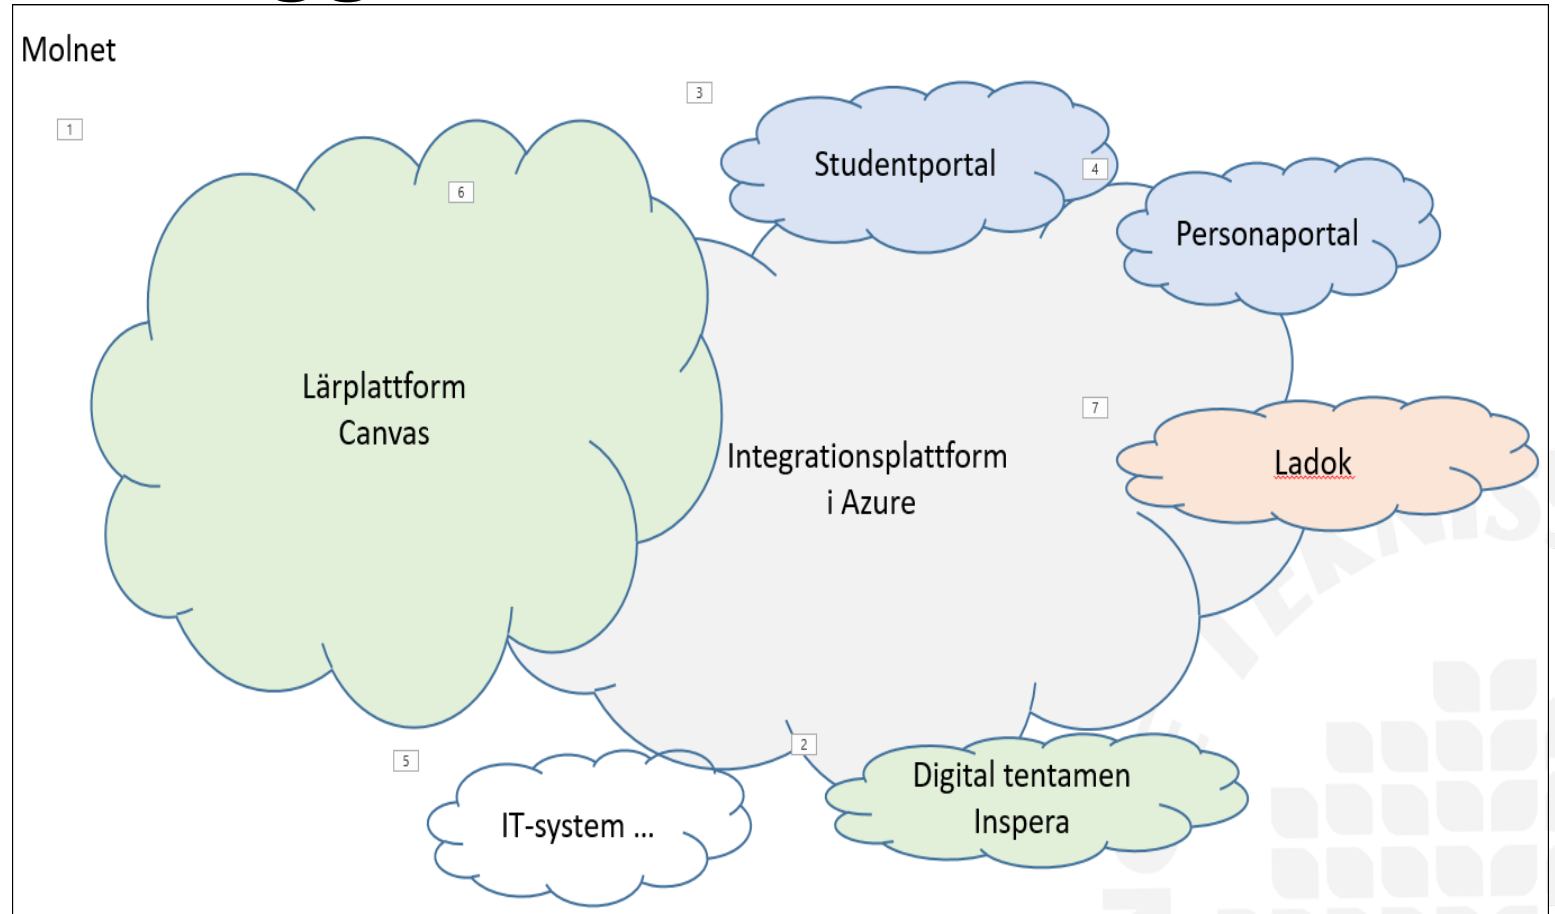 Molnet
1
3
Studentportal
4
6
Personaportal
Lärplattform
Canvas
7
Integrationsplattform
i Azure
Ladok
2
5
Digital tentamen
Inspera
IT-system ...